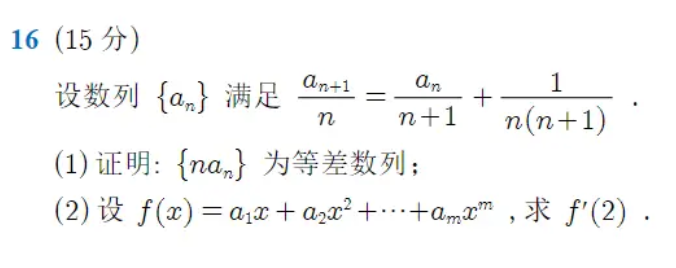 16 (15 分)
设数列 {aₙ} 满足 aₙ₊₁/n = aₙ/(n+1) + 1/(n(n+1)) .
(1) 证明: {naₙ} 为等差数列;
(2) 设 f(x) = a₁x + a₂x² + ⋯ + aₘxᵐ , 求 f′(2) .